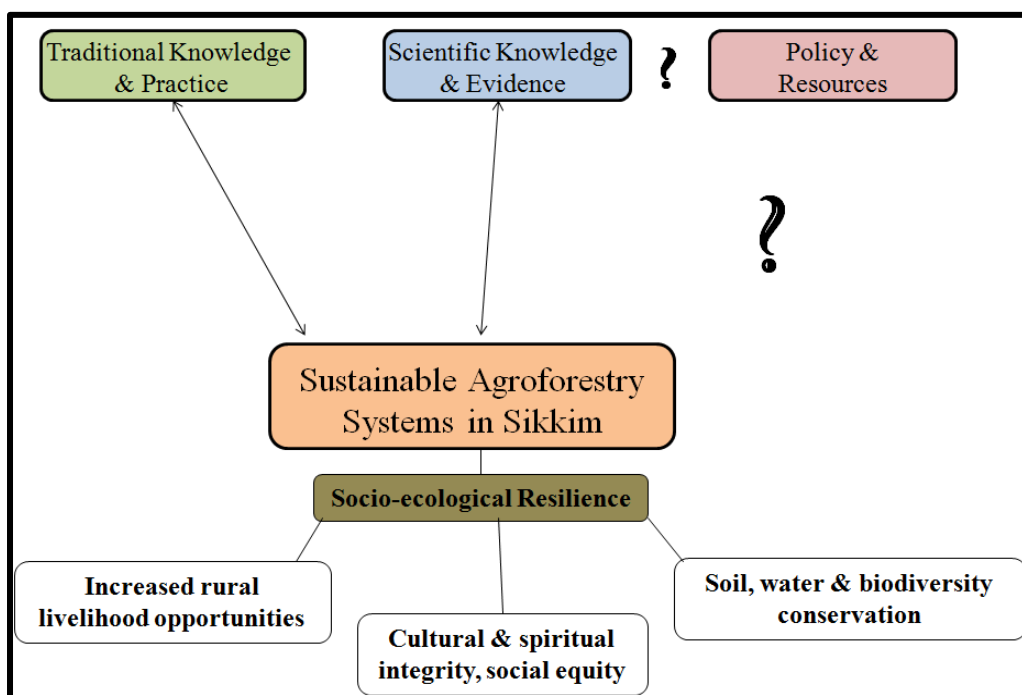 Traditional Knowledge
& Practice
Scientific Knowledge
& Evidence
?
Policy &
Resources
?
Sustainable Agroforestry
Systems in Sikkim
Socio-ecological Resilience
Increased rural
livelihood opportunities
Cultural & spiritual
integrity, social equity
Soil, water & biodiversity
conservation